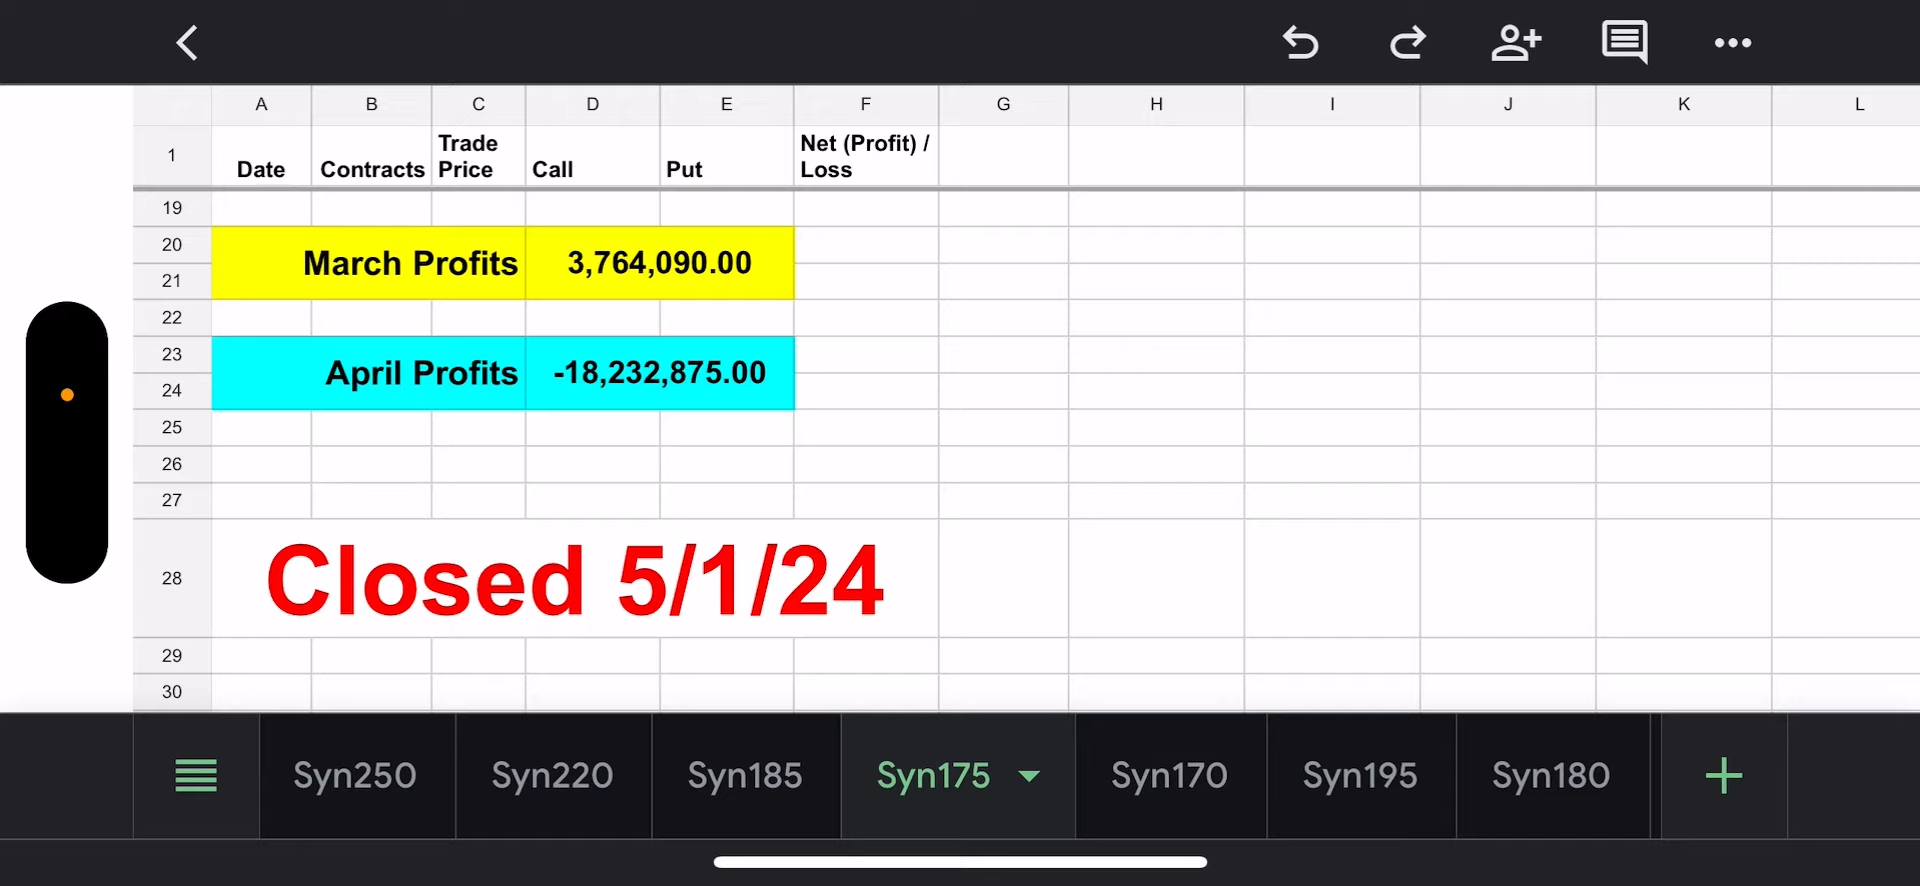 A B C D E F G H I J K L
1 Date Contracts Trade Price Call Put Net (Profit) / Loss
19
20
March Profits 3,764,090.00
21
22
23
April Profits -18,232,875.00
24
25
26
27
28 Closed 5/1/24
29
30
Syn250 Syn220 Syn185 Syn175 Syn170 Syn195 Syn180